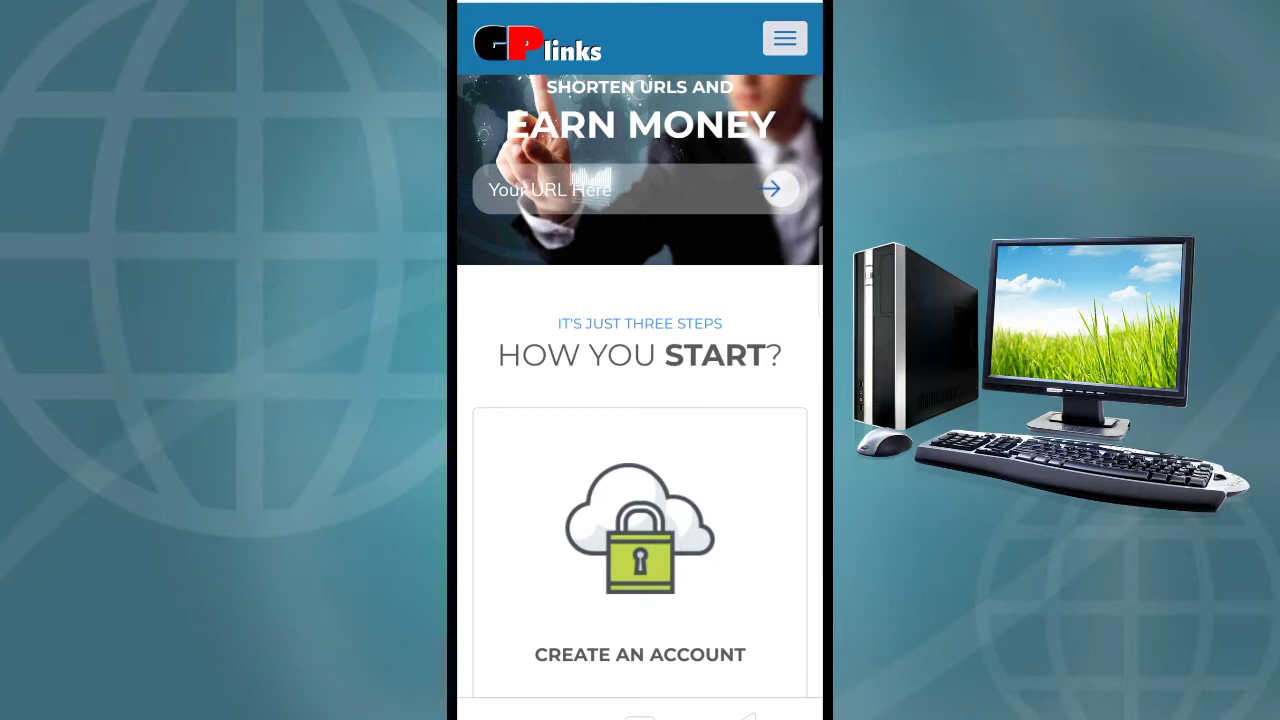 GPlinks
SHORTEN URLS AND
EARN MONEY
Your URL Here
IT'S JUST THREE STEPS
HOW YOU START?
CREATE AN ACCOUNT